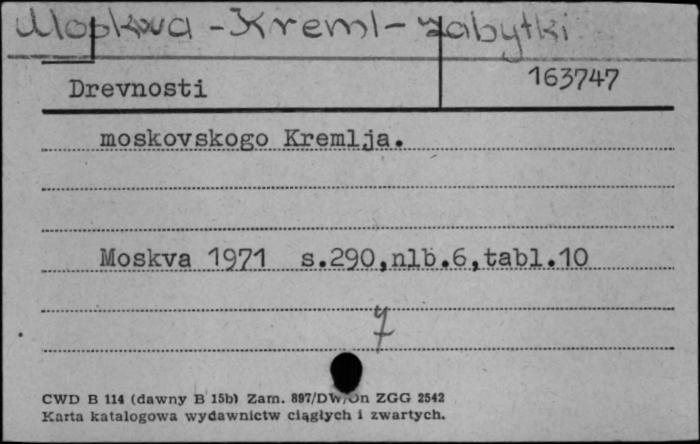 Moskwa - Kreml - zabytki
Drevnosti
163747
moskovskogo Kremlja.
Moskva 1971 s.290,nlb.6,tabl.10
CWD B 114 (dawny B 15b) Zam. 897/DW/On ZGG 2542
Karta katalogowa wydawnictw ciągłych i zwartych.